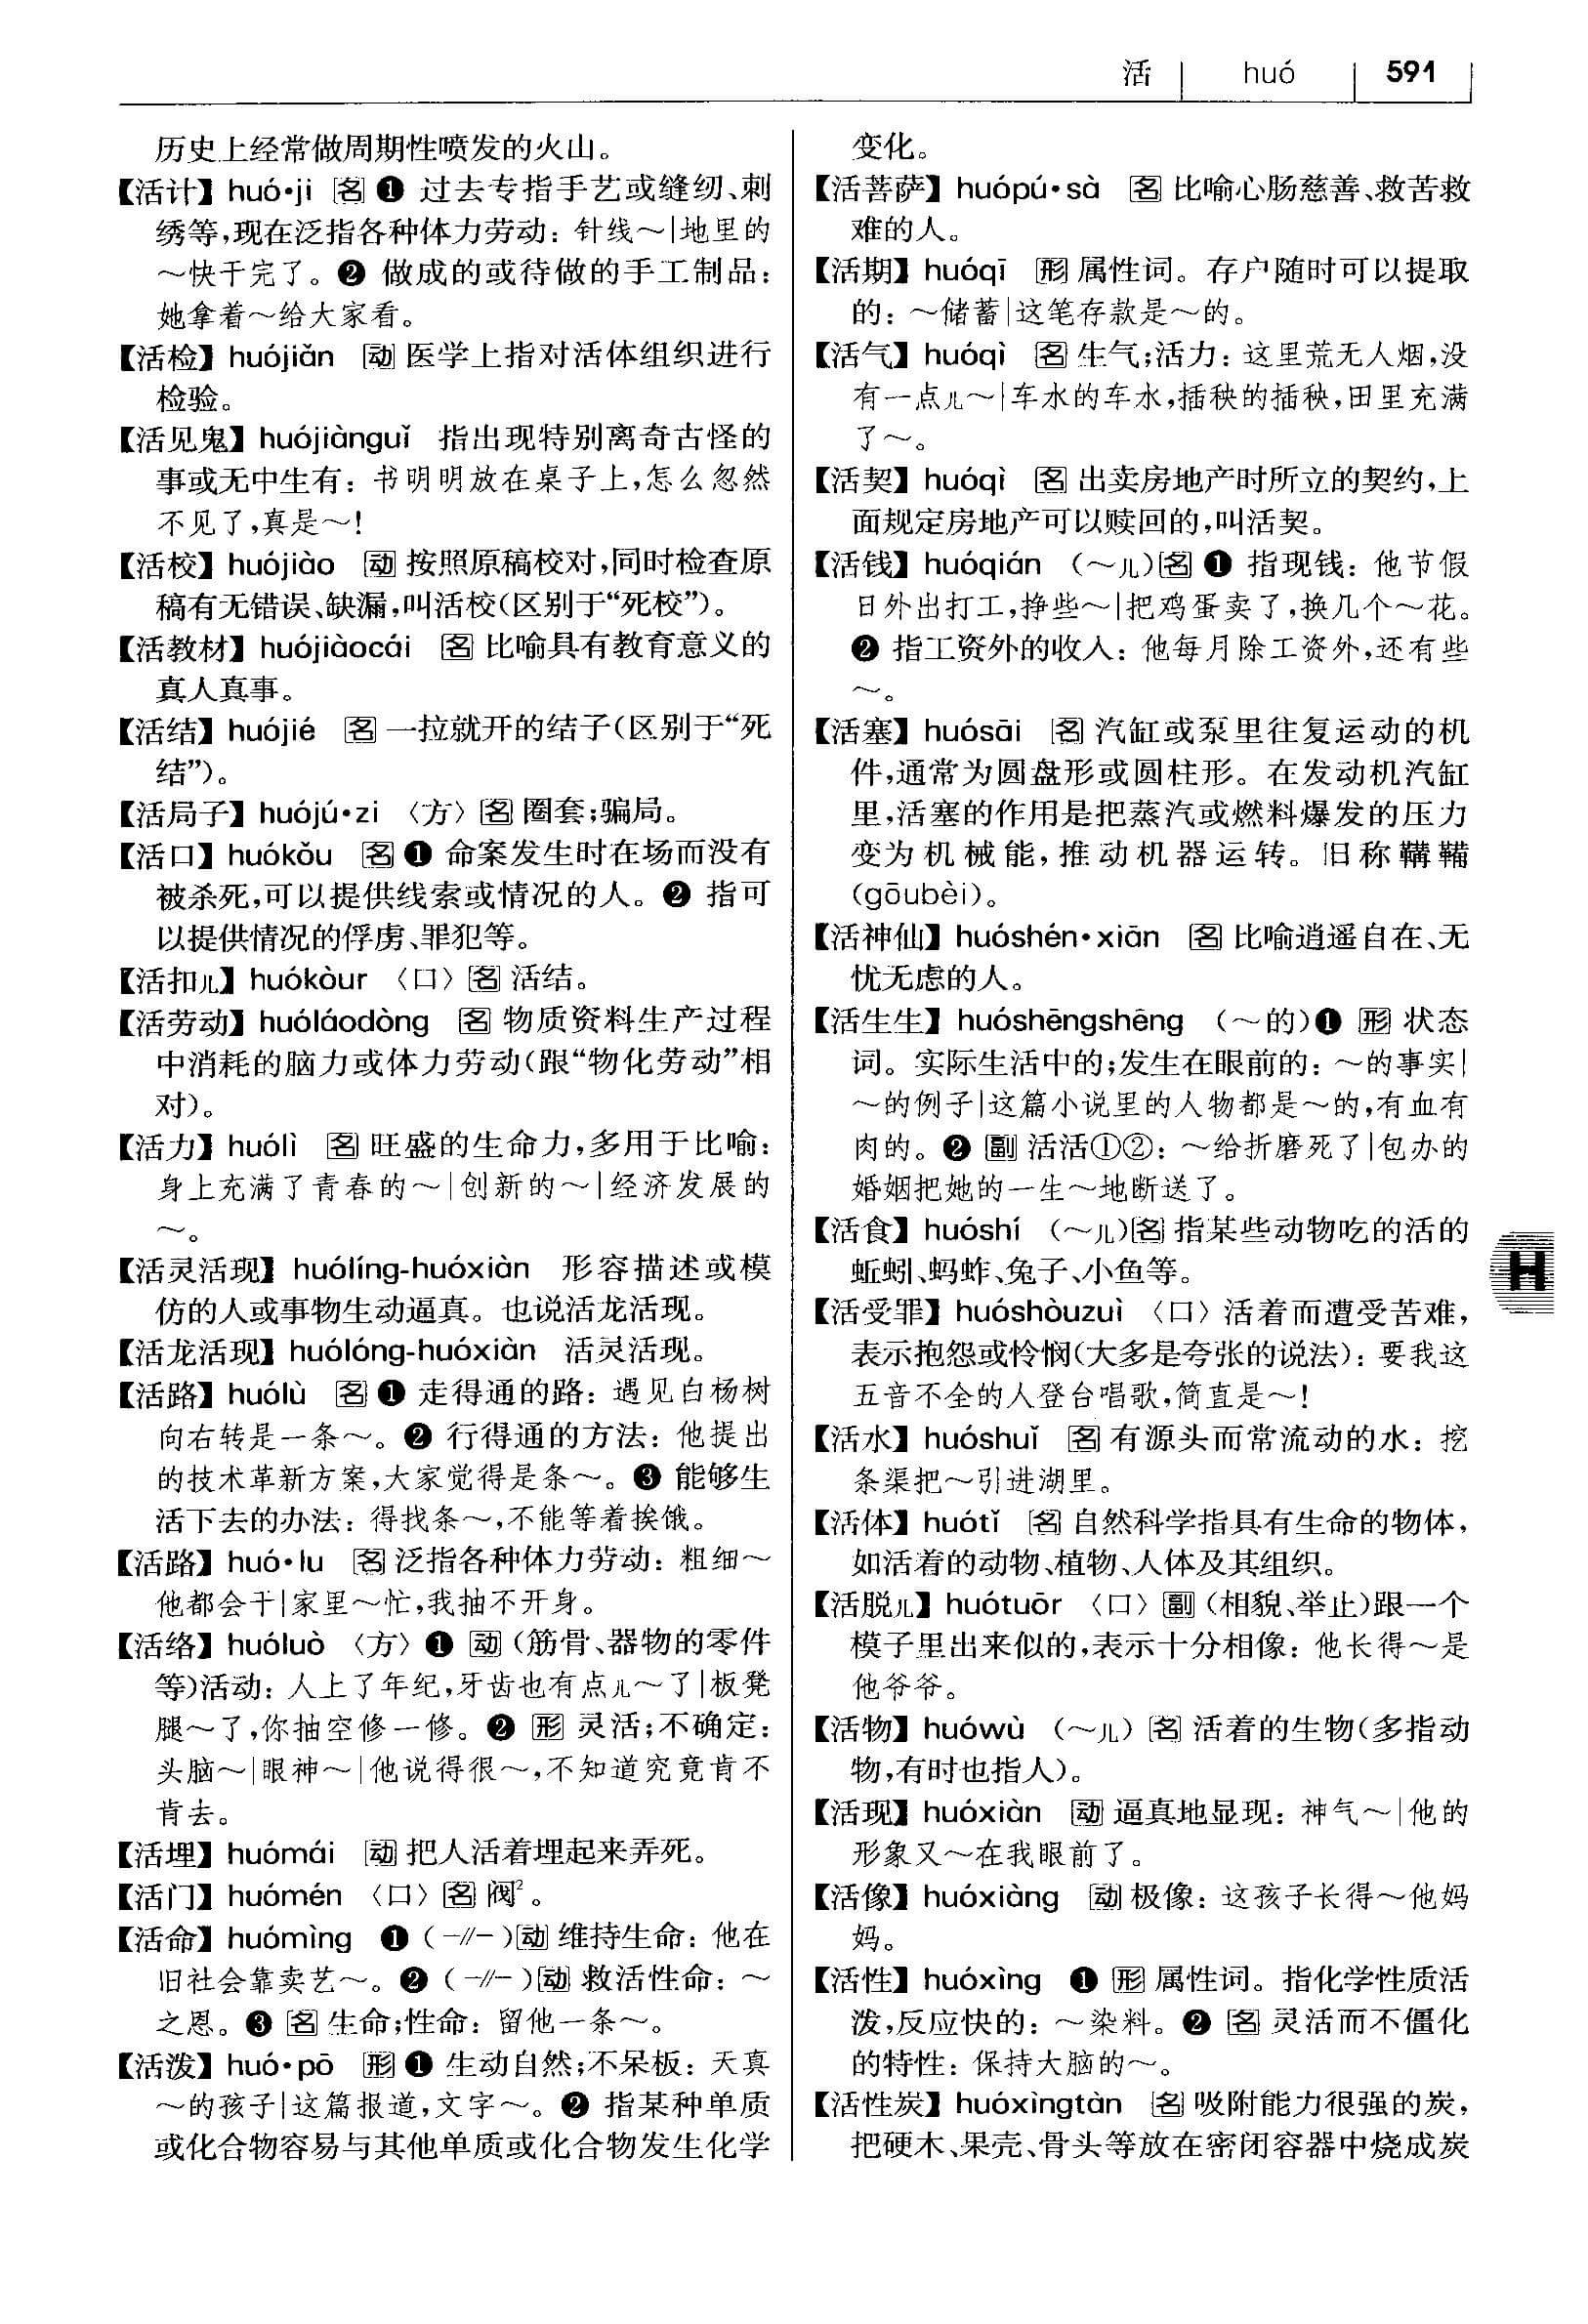 活 huó 591
历史上经常做周期性喷发的火山。
【活计】huó·ji 名 ❶ 过去专指手艺或缝纫、刺
绣等,现在泛指各种体力劳动：针线～|地里的
～快干完了。❷ 做成的或待做的手工制品：
她拿着～给大家看。
【活检】huójiǎn 动 医学上指对活体组织进行
检验。
【活见鬼】huójiànguǐ 指出现特别离奇古怪的
事或无中生有：书明明放在桌子上,怎么忽然
不见了,真是～!
【活校】huójiào 动 按照原稿校对,同时检查原
稿有无错误、缺漏,叫活校(区别于“死校”)。
【活教材】huójiàocái 名 比喻具有教育意义的
真人真事。
【活结】huójié 名 一拉就开的结子(区别于“死
结”)。
【活局子】huójú·zi 〈方〉名 圈套;骗局。
【活口】huókǒu 名 ❶ 命案发生时在场而没有
被杀死,可以提供线索或情况的人。❷ 指可
以提供情况的俘虏、罪犯等。
【活扣儿】huókòur 〈口〉名 活结。
【活劳动】huóláodòng 名 物质资料生产过程
中消耗的脑力或体力劳动(跟“物化劳动”相
对)。
【活力】huólì 名 旺盛的生命力,多用于比喻：
身上充满了青春的～|创新的～|经济发展的
～。
【活灵活现】huólíng-huóxiàn 形容描述或模
仿的人或事物生动逼真。也说活龙活现。
【活龙活现】huólóng-huóxiàn 活灵活现。
【活路】huólù 名 ❶ 走得通的路：遇见白杨树
向右转是一条～。❷ 行得通的方法：他提出
的技术革新方案,大家觉得是条～。❸ 能够生
活下去的办法：得找条～,不能等着挨饿。
【活路】huó·lu 名 泛指各种体力劳动：粗细～
他都会干|家里～忙,我抽不开身。
【活络】huóluò 〈方〉❶ 动 (筋骨、器物的零件
等)活动：人上了年纪,牙齿也有点儿～了|板凳
腿～了,你抽空修一修。❷ 形 灵活;不确定：
头脑～|眼神～|他说得很～,不知道究竟肯不
肯去。
【活埋】huómái 动 把人活着埋起来弄死。
【活门】huómén 〈口〉名 阀²。
【活命】huómìng ❶ (–//–)动 维持生命：他在
旧社会靠卖艺～。❷ (–//–)动 救活性命：～
之恩。❸ 名 生命;性命：留他一条～。
【活泼】huó·pō 形 ❶ 生动自然;不呆板：天真
～的孩子|这篇报道,文字～。❷ 指某种单质
或化合物容易与其他单质或化合物发生化学
变化。
【活菩萨】huópú·sà 名 比喻心肠慈善、救苦救
难的人。
【活期】huóqī 形 属性词。存户随时可以提取
的：～储蓄|这笔存款是～的。
【活气】huóqì 名 生气;活力：这里荒无人烟,没
有一点儿～|车水的车水,插秧的插秧,田里充满
了～。
【活契】huóqì 名 出卖房地产时所立的契约,上
面规定房地产可以赎回的,叫活契。
【活钱】huóqián (～儿)名 ❶ 指现钱：他节假
日外出打工,挣些～|把鸡蛋卖了,换几个～花。
❷ 指工资外的收入：他每月除工资外,还有些
～。
【活塞】huósāi 名 汽缸或泵里往复运动的机
件,通常为圆盘形或圆柱形。在发动机汽缸
里,活塞的作用是把蒸汽或燃料爆发的压力
变为机械能,推动机器运转。旧称鞲鞴
(gōubèi)。
【活神仙】huóshén·xiān 名 比喻逍遥自在、无
忧无虑的人。
【活生生】huóshēngshēng (～的)❶ 形 状态
词。实际生活中的;发生在眼前的：～的事实|
～的例子|这篇小说里的人物都是～的,有血有
肉的。❷ 副 活活①②：～给折磨死了|包办的
婚姻把她的一生～地断送了。
【活食】huóshí (～儿)名 指某些动物吃的活的
蚯蚓、蚂蚱、兔子、小鱼等。
H
【活受罪】huóshòuzuì 〈口〉活着而遭受苦难,
表示抱怨或怜悯(大多是夸张的说法)：要我这
五音不全的人登台唱歌,简直是～!
【活水】huóshuǐ 名 有源头而常流动的水：挖
条渠把～引进湖里。
【活体】huótǐ 名 自然科学指具有生命的物体,
如活着的动物、植物、人体及其组织。
【活脱儿】huótuōr 〈口〉副 (相貌、举止)跟一个
模子里出来似的,表示十分相像：他长得～是
他爷爷。
【活物】huówù (～儿) 名 活着的生物(多指动
物,有时也指人)。
【活现】huóxiàn 动 逼真地显现：神气～|他的
形象又～在我眼前了。
【活像】huóxiàng 动 极像：这孩子长得～他妈
妈。
【活性】huóxìng ❶ 形 属性词。指化学性质活
泼,反应快的：～染料。❷ 名 灵活而不僵化
的特性：保持大脑的～。
【活性炭】huóxìngtàn 名 吸附能力很强的炭,
把硬木、果壳、骨头等放在密闭容器中烧成炭